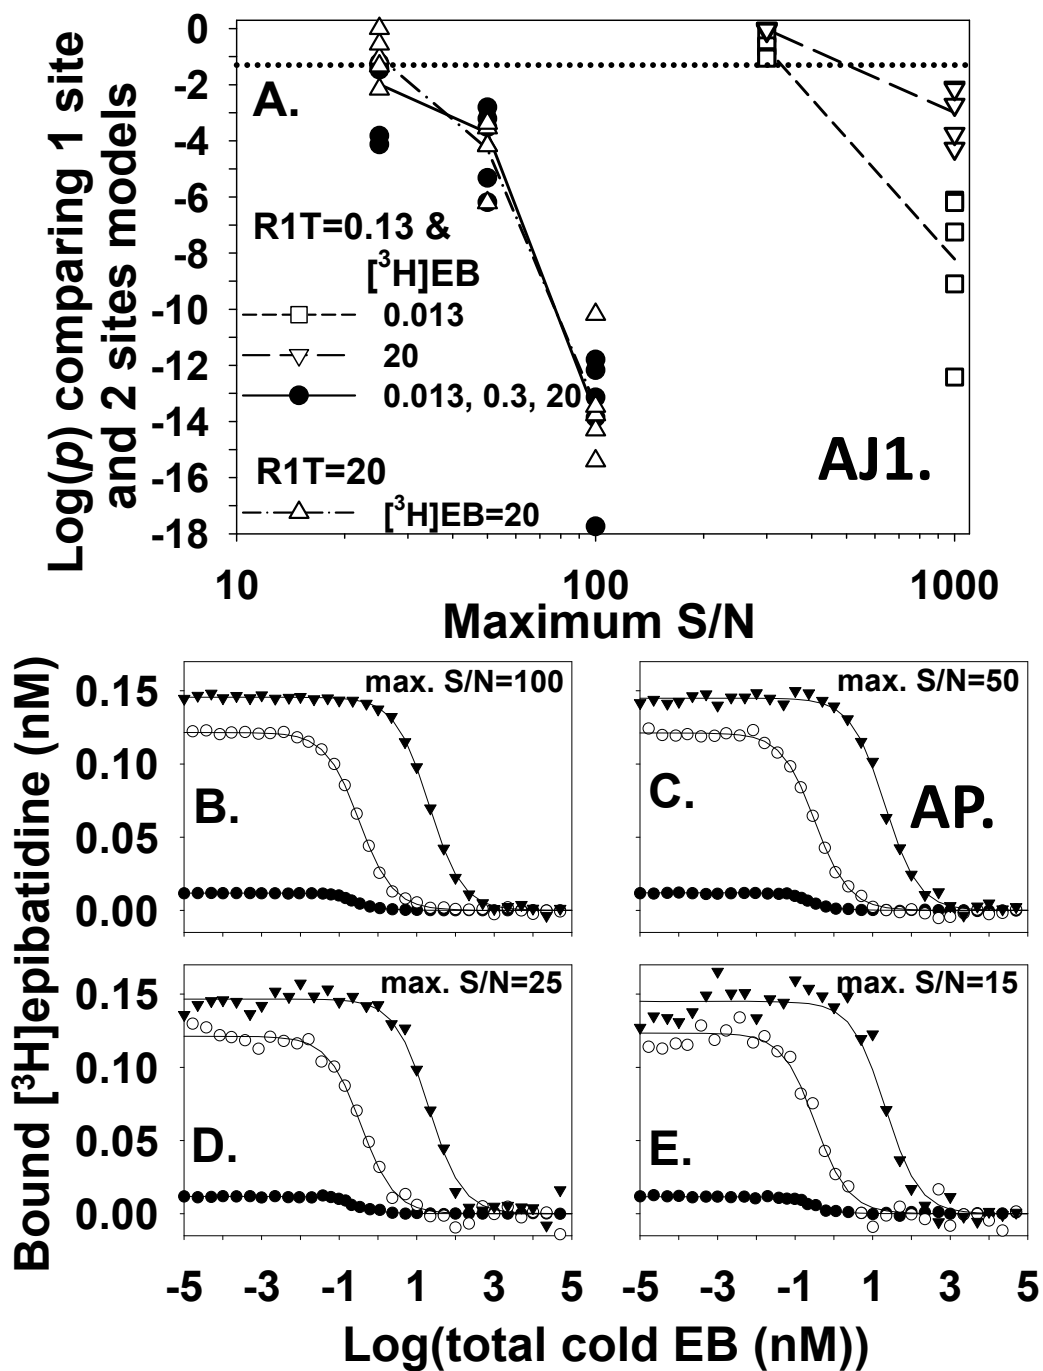 Log(p) comparing 1 site
and 2 sites models
0
-2
-4
-6
-8
-10
-12
-14
-16
-18
A.
R1T=0.13 &
[³H]EB
0.013
20
0.013, 0.3, 20
R1T=20
[³H]EB=20
AJ1.
10
100
1000
Maximum S/N
Bound [³H]epibatidine (nM)
0.15
0.10
0.05
0.00
max. S/N=100
B.
max. S/N=50
C.
AP.
0.15
0.10
0.05
0.00
max. S/N=25
D.
max. S/N=15
E.
-5
-3
-1
1
3
5
-5
-3
-1
1
3
5
Log(total cold EB (nM))